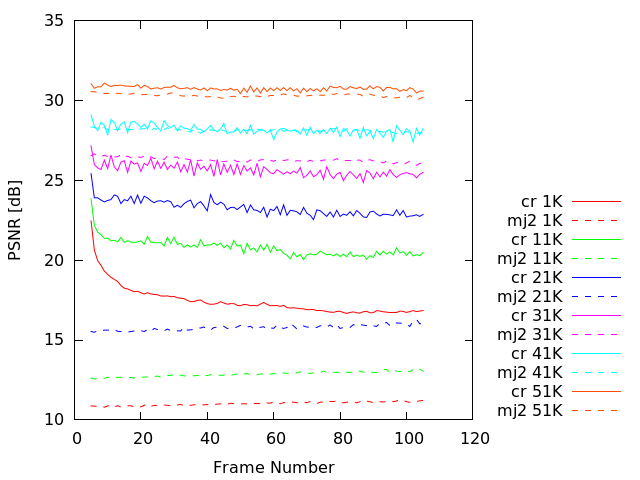 35
30
25
20
15
10
PSNR [dB]
0
20
40
60
80
100
120
Frame Number
cr 1K
mj2 1K
cr 11K
mj2 11K
cr 21K
mj2 21K
cr 31K
mj2 31K
cr 41K
mj2 41K
cr 51K
mj2 51K